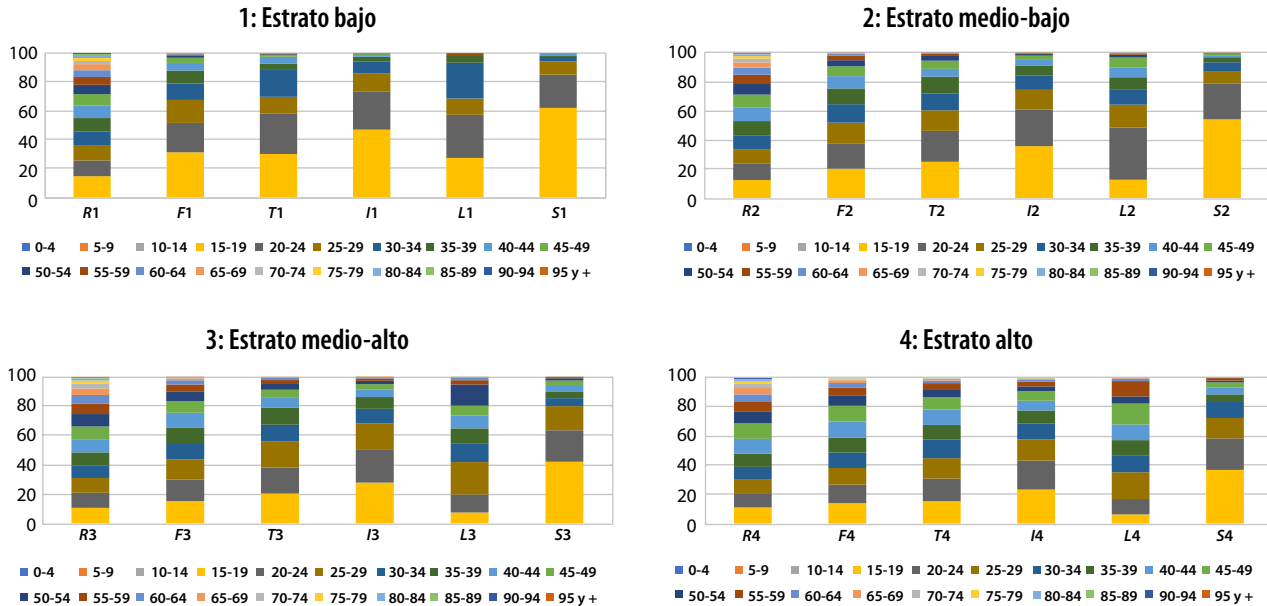 1: Estrato bajo
100
80
60
40
20
0
R1 F1 T1 I1 L1 S1
0-4 5-9 10-14 15-19 20-24 25-29 30-34 35-39 40-44 45-49
50-54 55-59 60-64 65-69 70-74 75-79 80-84 85-89 90-94 95 y +
2: Estrato medio-bajo
100
80
60
40
20
0
R2 F2 T2 I2 L2 S2
0-4 5-9 10-14 15-19 20-24 25-29 30-34 35-39 40-44 45-49
50-54 55-59 60-64 65-69 70-74 75-79 80-84 85-89 90-94 95 y +
3: Estrato medio-alto
100
80
60
40
20
0
R3 F3 T3 I3 L3 S3
0-4 5-9 10-14 15-19 20-24 25-29 30-34 35-39 40-44 45-49
50-54 55-59 60-64 65-69 70-74 75-79 80-84 85-89 90-94 95 y +
4: Estrato alto
100
80
60
40
20
0
R4 F4 T4 I4 L4 S4
0-4 5-9 10-14 15-19 20-24 25-29 30-34 35-39 40-44 45-49
50-54 55-59 60-64 65-69 70-74 75-79 80-84 85-89 90-94 95 y +